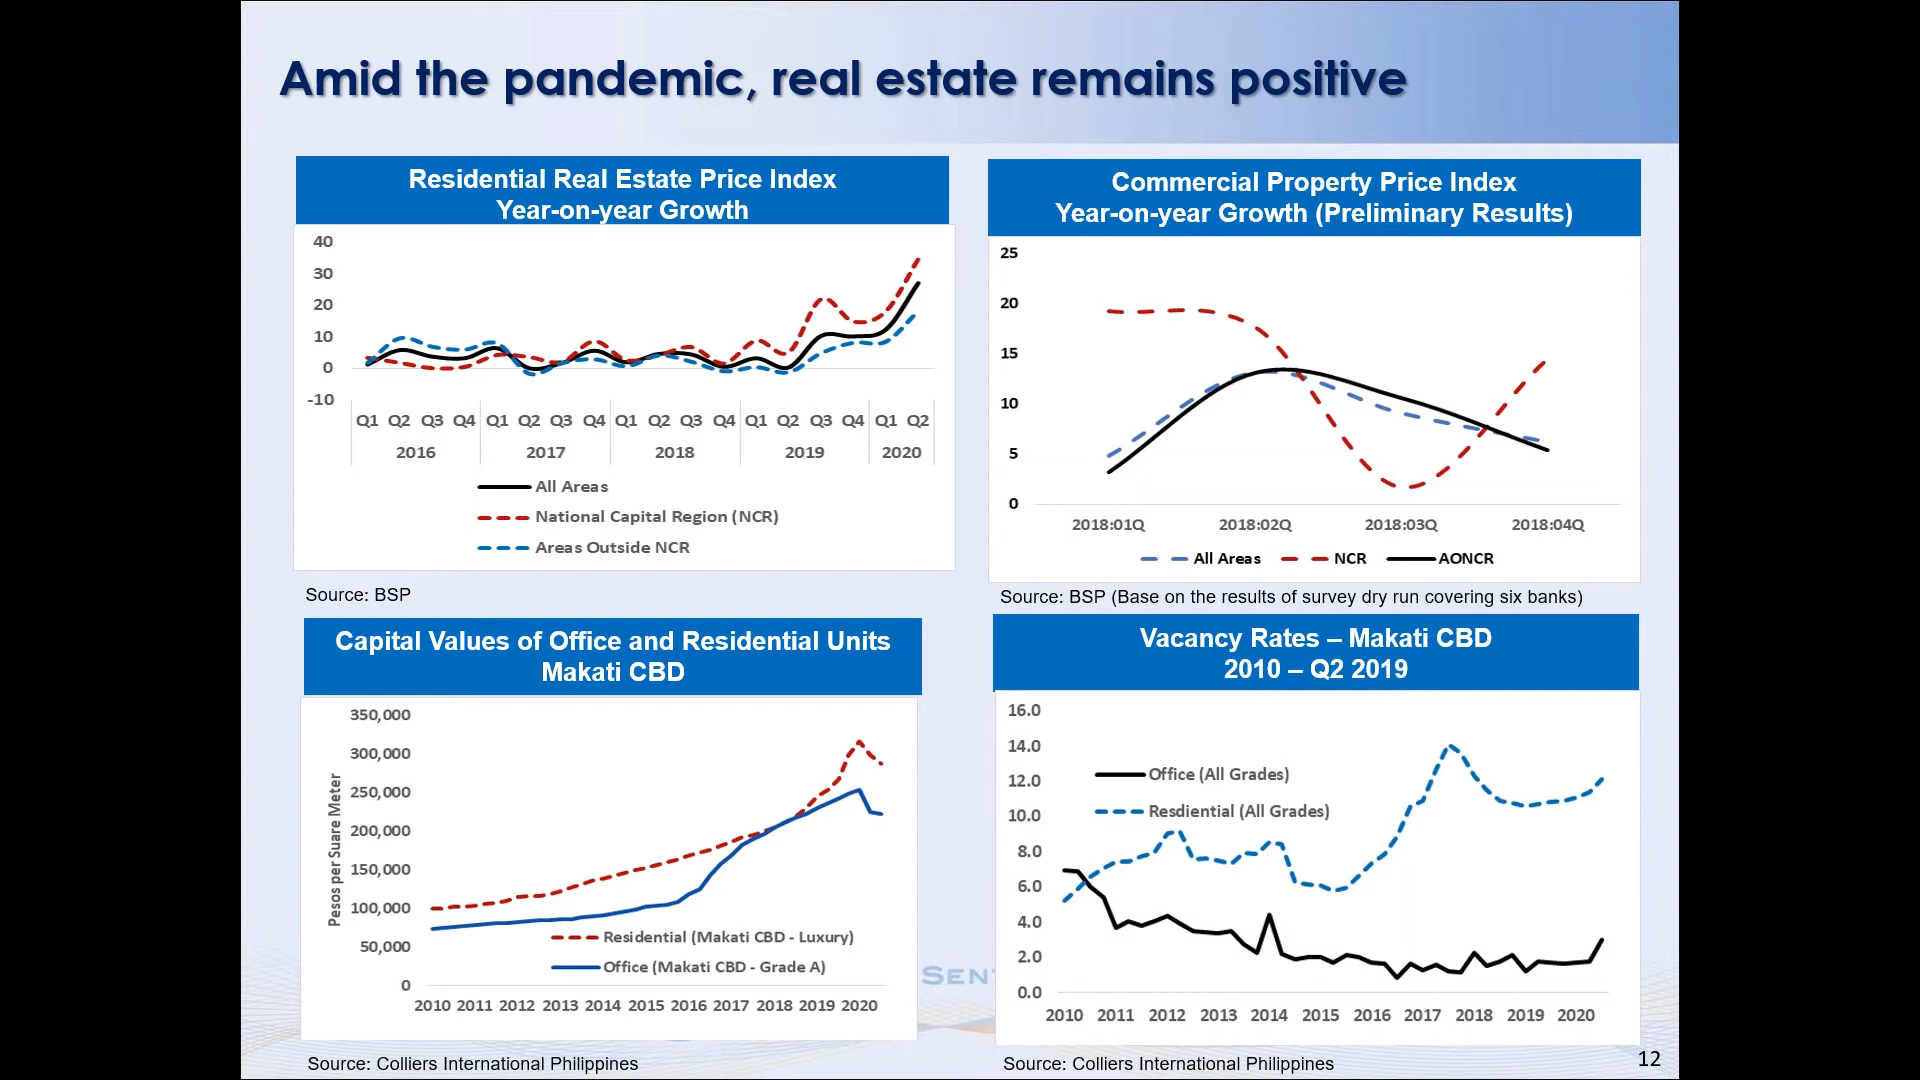 Amid the pandemic, real estate remains positive
Residential Real Estate Price Index
Year-on-year Growth
40
30
20
10
0
-10
Q1 Q2 Q3 Q4 Q1 Q2 Q3 Q4 Q1 Q2 Q3 Q4 Q1 Q2 Q3 Q4 Q1 Q2
2016 2017 2018 2019 2020
All Areas
National Capital Region (NCR)
Areas Outside NCR
Source: BSP
Commercial Property Price Index
Year-on-year Growth (Preliminary Results)
25
20
15
10
5
0
2018:01Q 2018:02Q 2018:03Q 2018:04Q
All Areas NCR AONCR
Source: BSP (Base on the results of survey dry run covering six banks)
Capital Values of Office and Residential Units
Makati CBD
Pesos per Suare Meter
350,000
300,000
250,000
200,000
150,000
100,000
50,000
0
Residential (Makati CBD - Luxury)
Office (Makati CBD - Grade A)
2010 2011 2012 2013 2014 2015 2016 2017 2018 2019 2020
Source: Colliers International Philippines
Vacancy Rates – Makati CBD
2010 – Q2 2019
16.0
14.0
12.0
10.0
8.0
6.0
4.0
2.0
0.0
Office (All Grades)
Resdiential (All Grades)
2010 2011 2012 2013 2014 2015 2016 2017 2018 2019 2020
Source: Colliers International Philippines
12